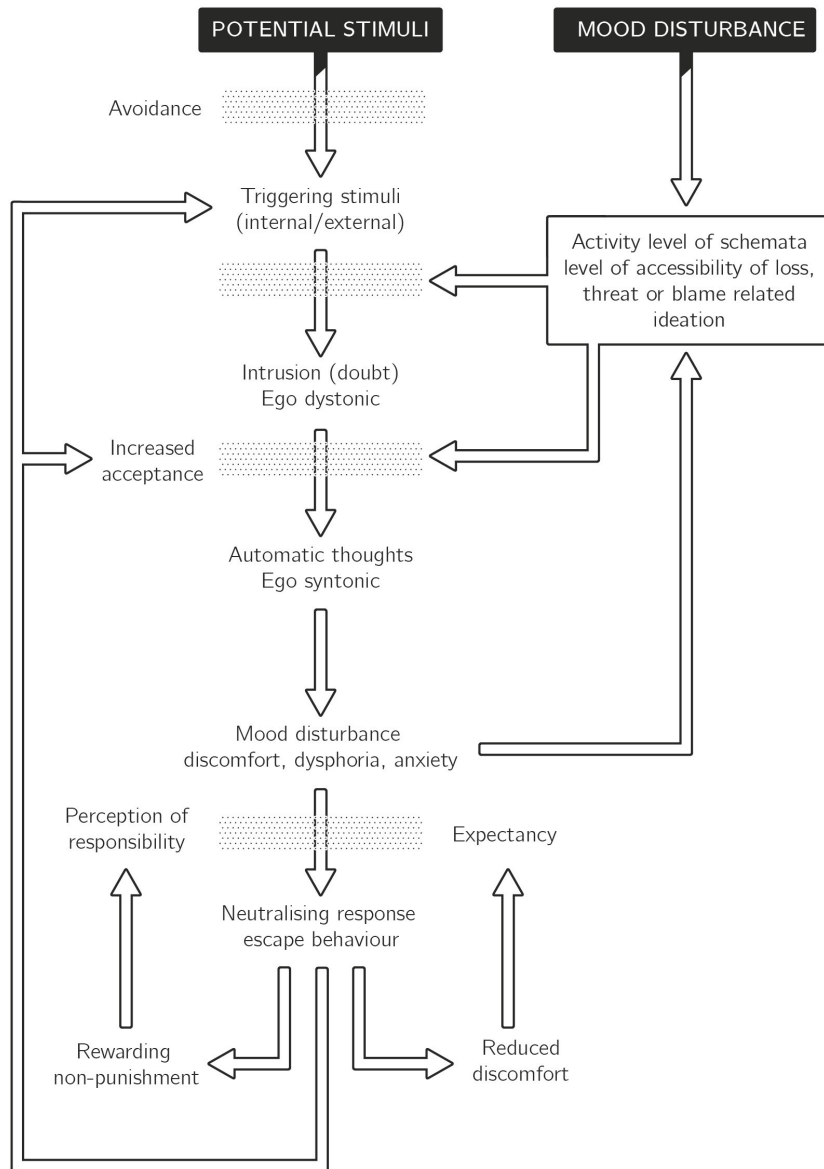 POTENTIAL STIMULI
MOOD DISTURBANCE
Avoidance
Triggering stimuli
(internal/external)
Activity level of schemata
level of accessibility of loss,
threat or blame related
ideation
Intrusion (doubt)
Ego dystonic
Increased
acceptance
Automatic thoughts
Ego syntonic
Mood disturbance
discomfort, dysphoria, anxiety
Perception of
responsibility
Expectancy
Neutralising response
escape behaviour
Rewarding
non-punishment
Reduced
discomfort